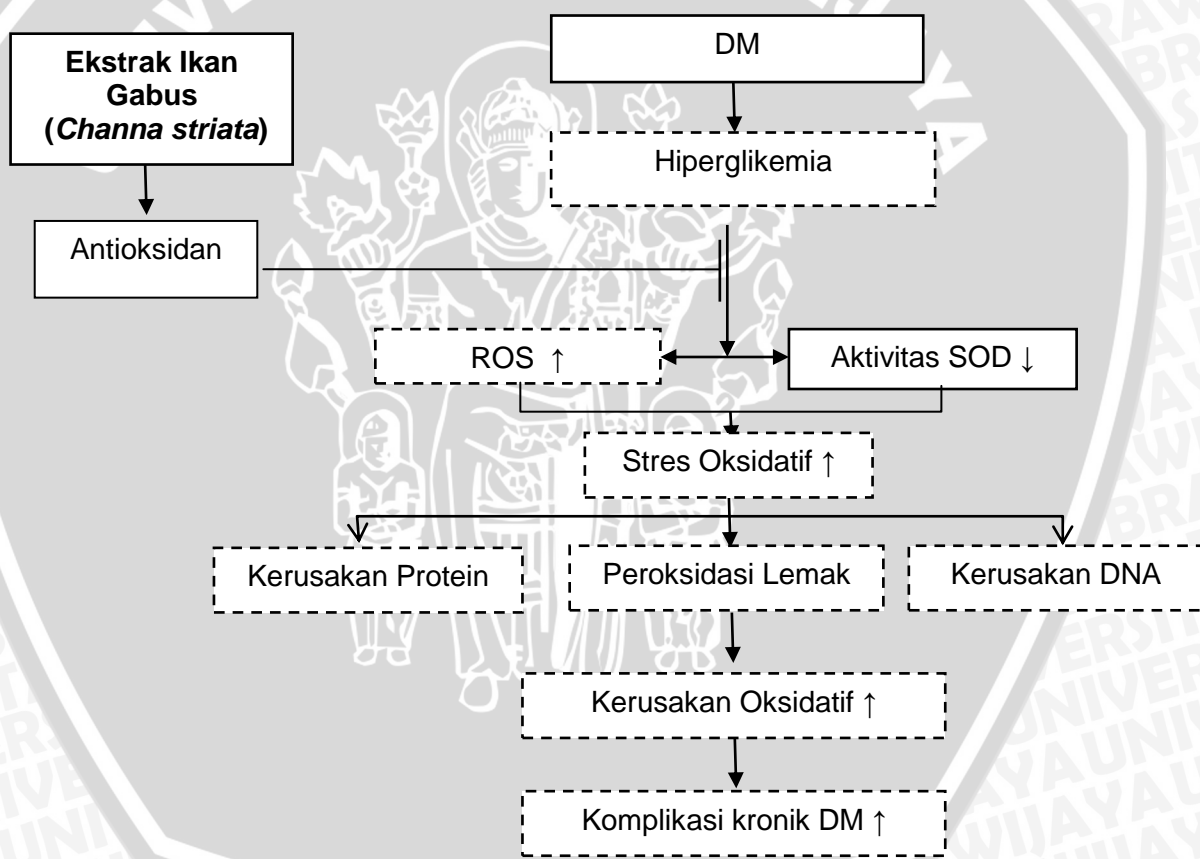 Ekstrak Ikan
Gabus
(Channa striata)
DM
Hiperglikemia
Antioksidan
ROS ↑
Aktivitas SOD ↓
Stres Oksidatif ↑
Kerusakan Protein
Peroksidasi Lemak
Kerusakan DNA
Kerusakan Oksidatif ↑
Komplikasi kronik DM ↑